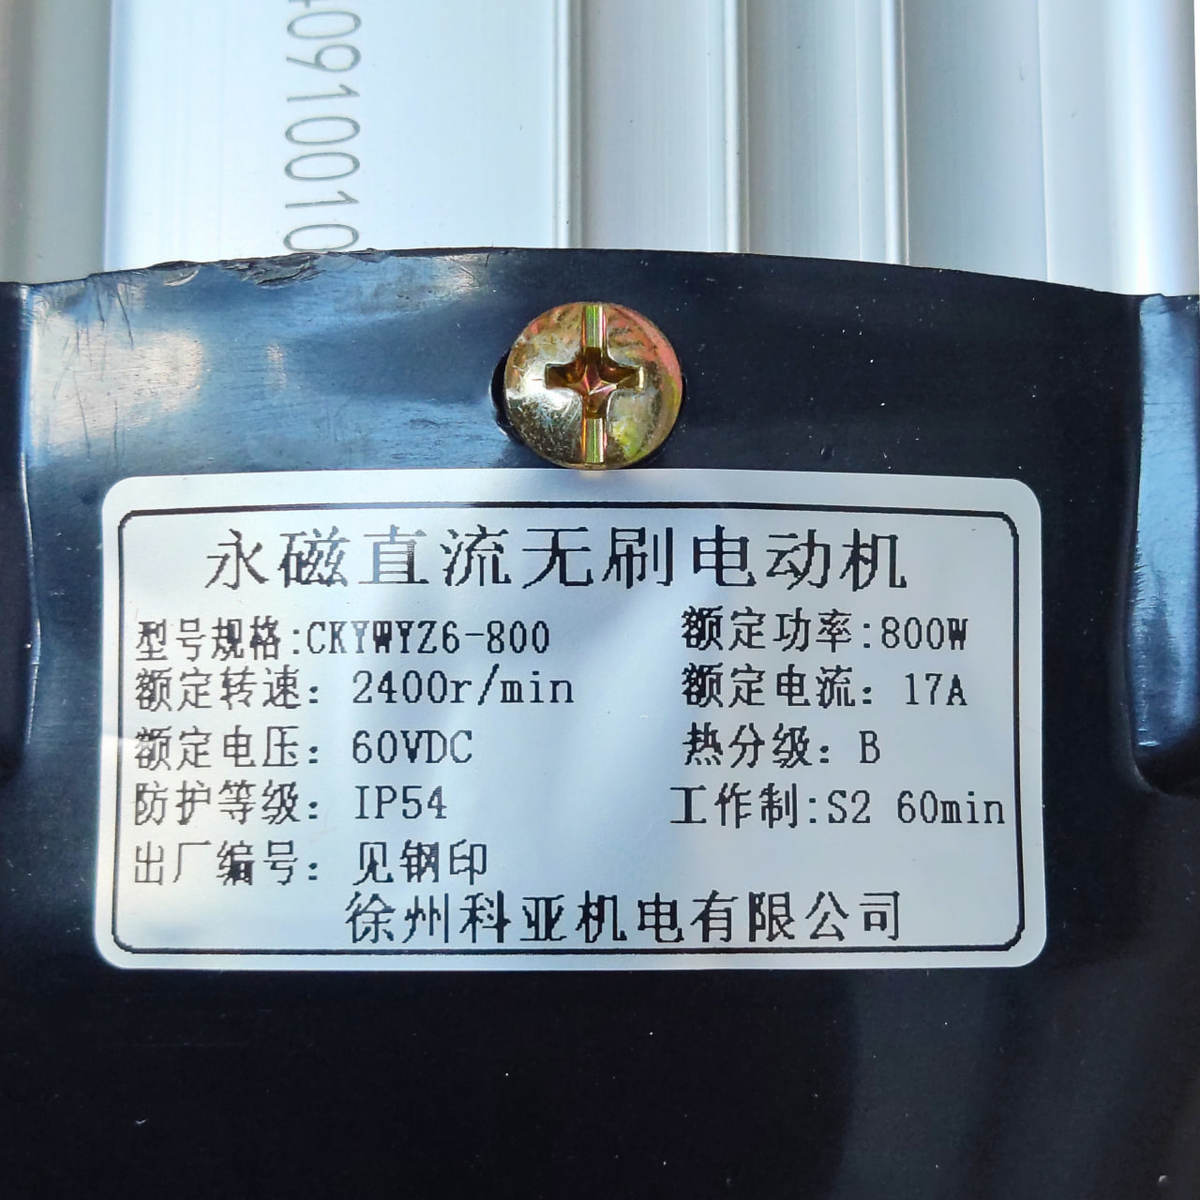 40910010
永磁直流无刷电动机
型号规格:CKYWYZ6-800 额定功率:800W
额定转速: 2400r/min 额定电流: 17A
额定电压: 60VDC 热分级: B
防护等级: IP54 工作制:S2 60min
出厂编号: 见钢印
徐州科亚机电有限公司